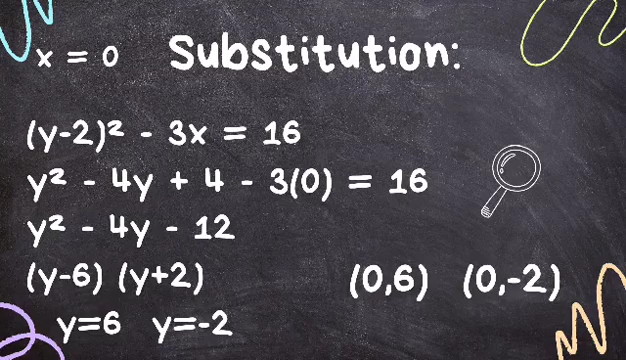 x = 0
Substitution:
(y-2)² - 3x = 16
y² - 4y + 4 - 3(0) = 16
y² - 4y - 12
(y-6) (y+2)
(0,6) (0,-2)
y=6 y=-2